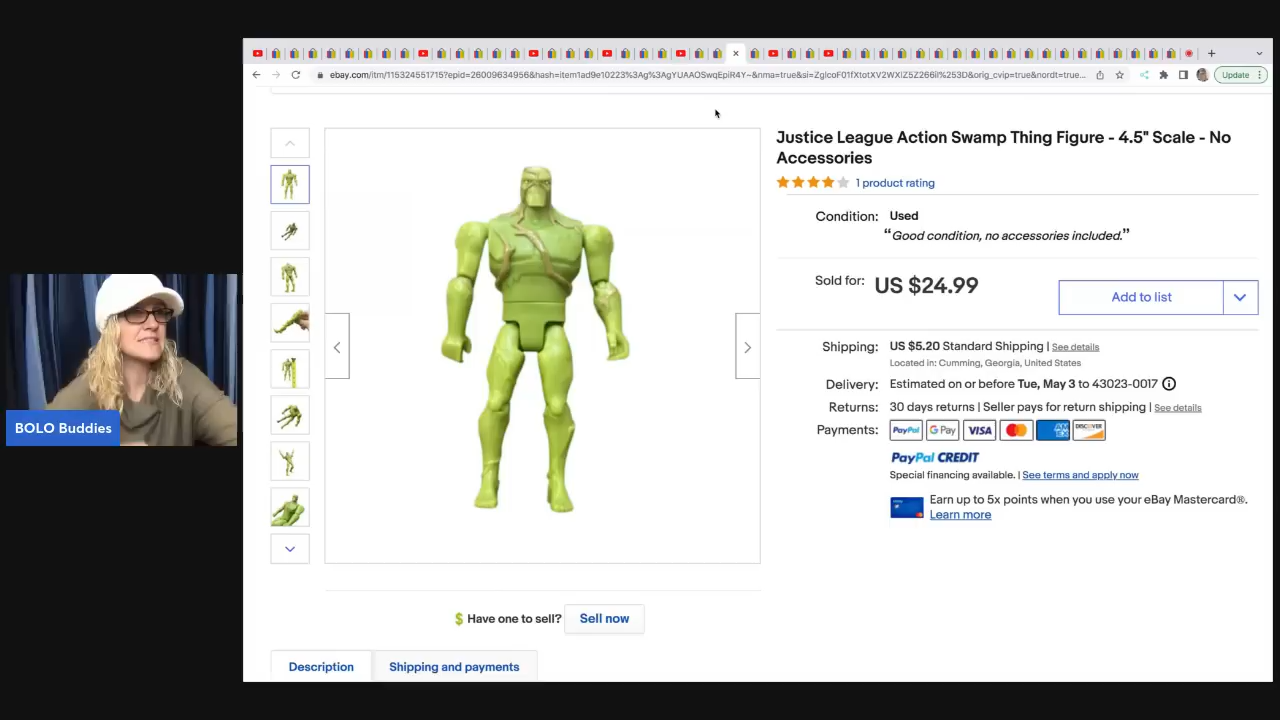 ebay.com/itm/115324551715?epid=26009634956&hash=item1ad9e10223%3Ag%3AgYUAAOSwqEpiR4Y~&nma=true&si=ZglcoF01fXtotXV2WXlZ5Z266il%253D&orig_cvip=true&nordt=true...
Update
Justice League Action Swamp Thing Figure - 4.5" Scale - No
Accessories
1 product rating
Condition: Used
“Good condition, no accessories included.”
Sold for: US $24.99
Add to list
Shipping: US $5.20 Standard Shipping | See details
Located in: Cumming, Georgia, United States
Delivery: Estimated on or before Tue, May 3 to 43023-0017
Returns: 30 days returns | Seller pays for return shipping | See details
Payments: PayPal G Pay VISA DISCOVER
PayPal CREDIT
Special financing available. | See terms and apply now
Earn up to 5x points when you use your eBay Mastercard®.
Learn more
BOLO Buddies
Have one to sell? Sell now
Description Shipping and payments